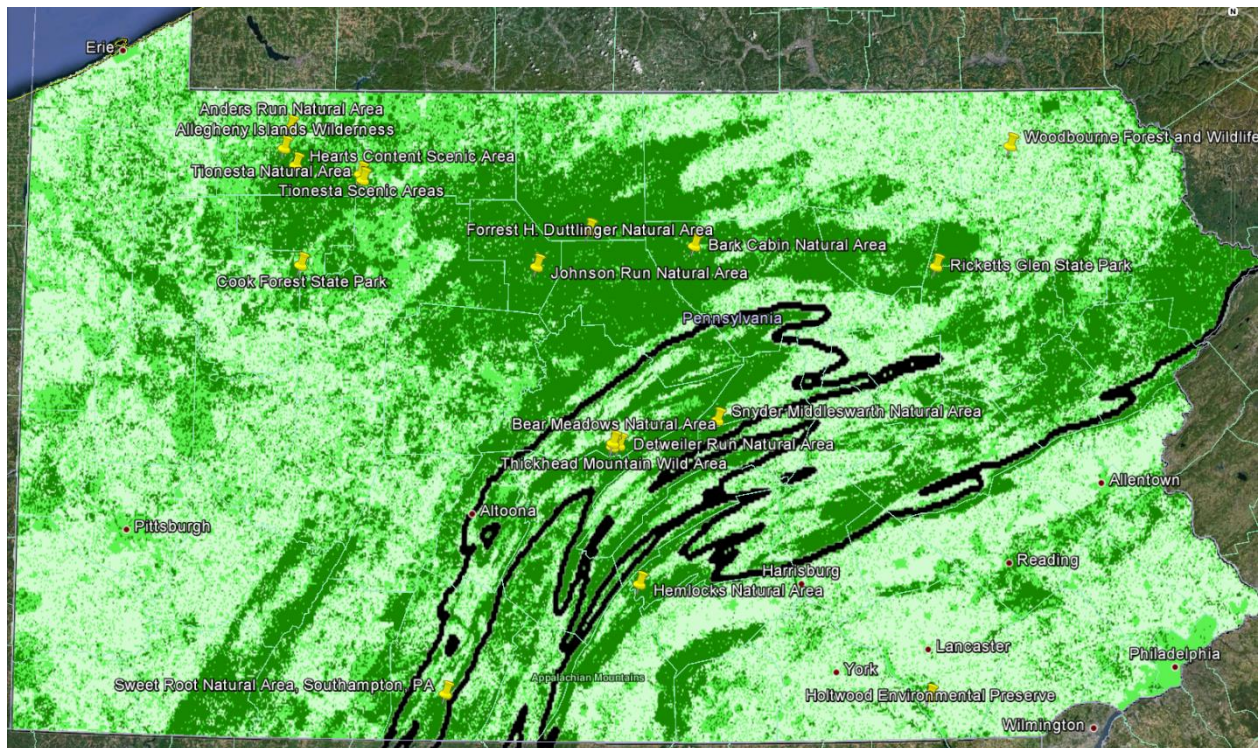 N
Erie
Anders Run Natural Area
Allegheny Islands Wilderness
Woodbourne Forest and Wildlife
Hearts Content Scenic Area
Tionesta Natural Area
Tionesta Scenic Areas
Forrest H. Duttlinger Natural Area
Bark Cabin Natural Area
Ricketts Glen State Park
Johnson Run Natural Area
Cook Forest State Park
Pennsylvania
Snyder Middleswarth Natural Area
Bear Meadows Natural Area
Detweiler Run Natural Area
Thickhead Mountain Wild Area
Allentown
Altoona
Pittsburgh
Reading
Harrisburg
Hemlocks Natural Area
Lancaster
Philadelphia
York
Appalachian Mountains
Sweet Root Natural Area, Southampton, PA
Holtwood Environmental Preserve
Wilmington